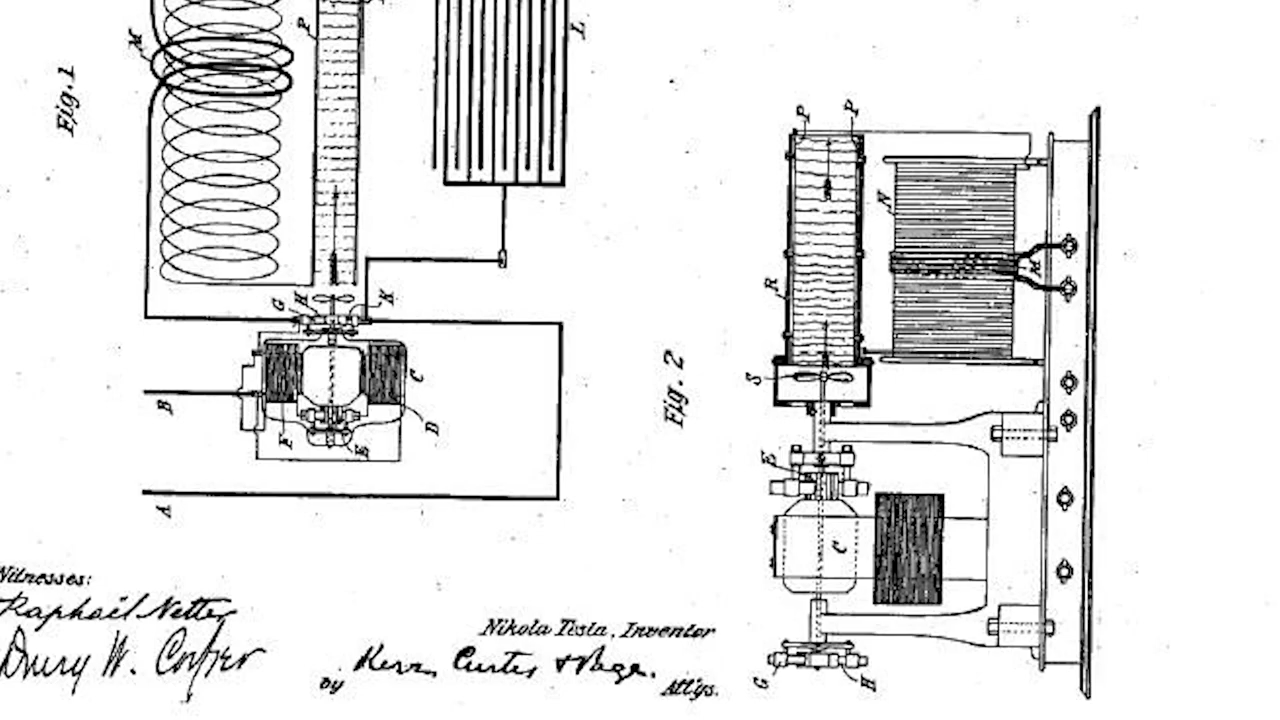 Fig. 1
M
P
L
G
H
K
B
F
C
D
E
A
Witnesses:
Raphaël Netter
Drury W. Cooper
Fig. 2
P
P
N
R
M
S
E
C
G
H
Nikola Tesla, Inventor
by Kerr, Curtis & Page.
Att'ys.